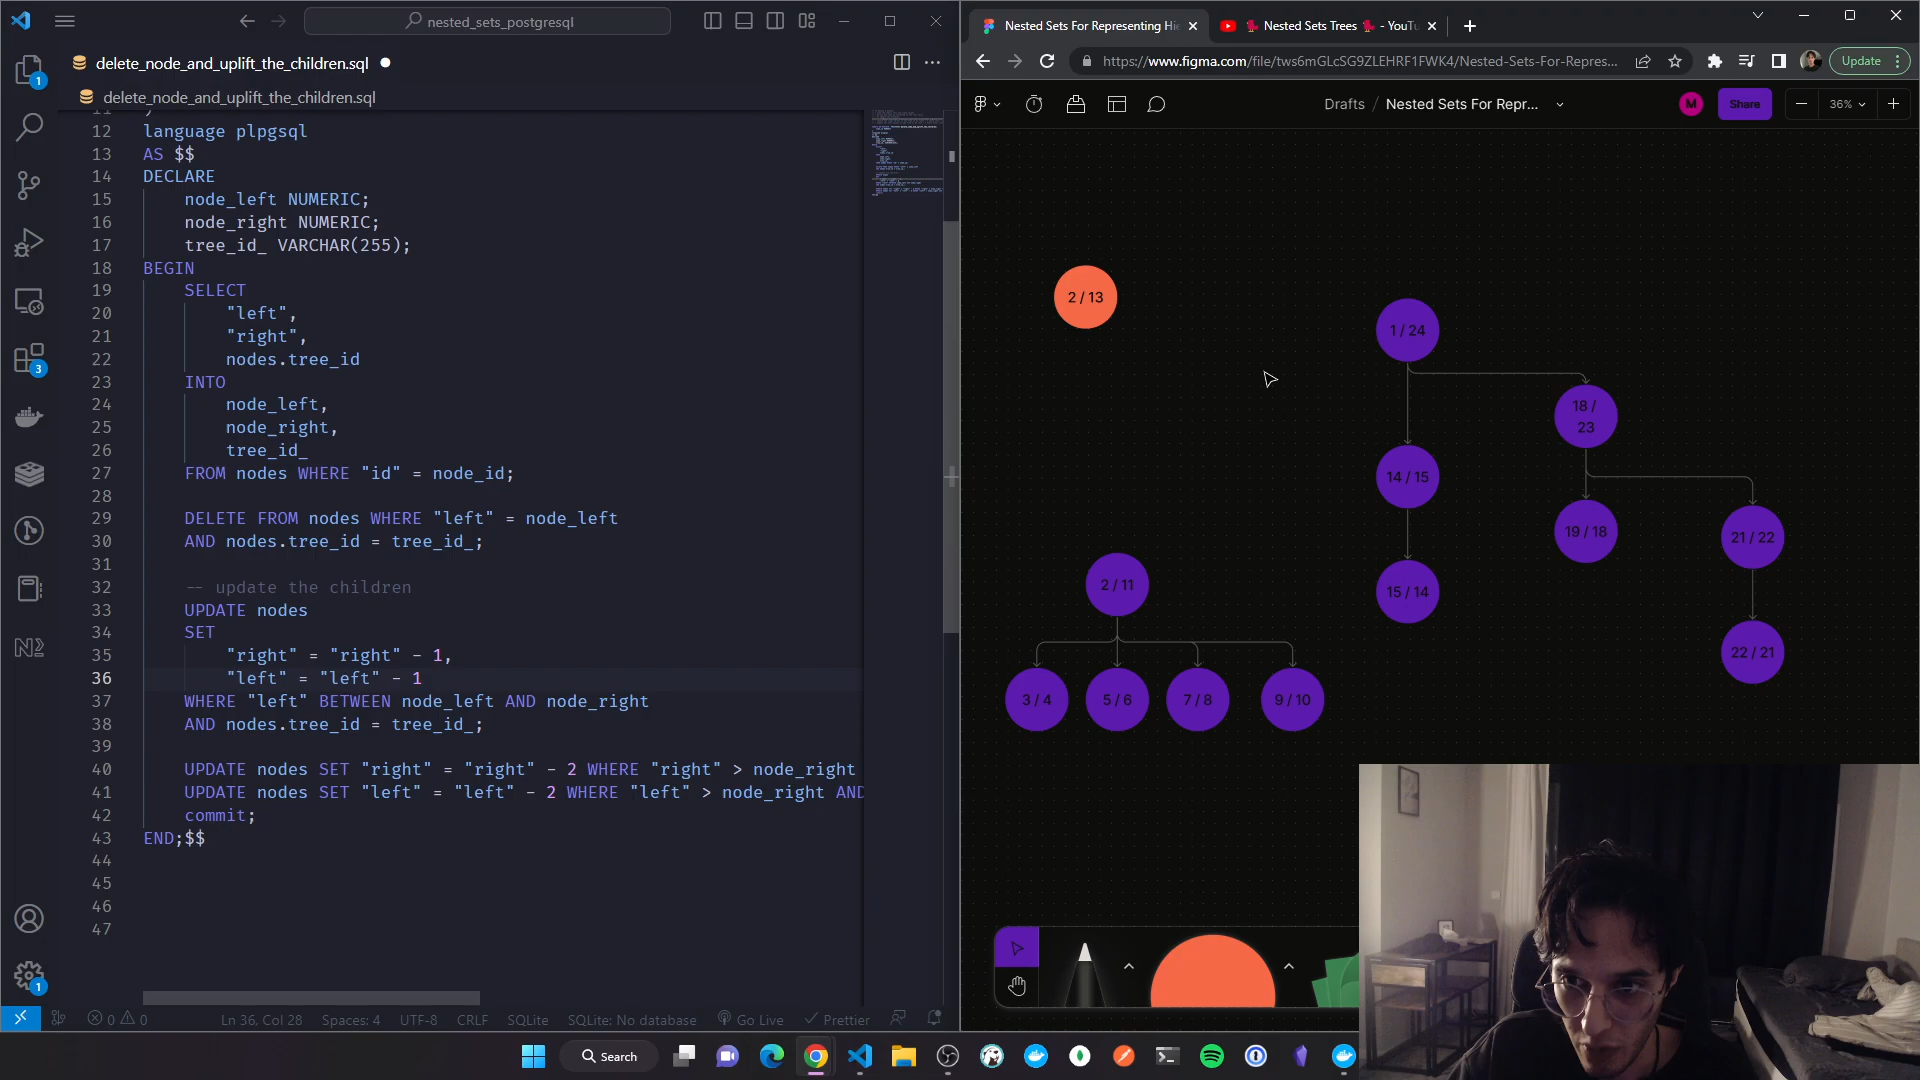 nested_sets_postgresql
delete_node_and_uplift_the_children.sql
delete_node_and_uplift_the_children.sql
12 language plpgsql
13 AS $$
14 DECLARE
15 node_left NUMERIC;
16 node_right NUMERIC;
17 tree_id_ VARCHAR(255);
18 BEGIN
19 SELECT
20 "left",
21 "right",
22 nodes.tree_id
23 INTO
24 node_left,
25 node_right,
26 tree_id_
27 FROM nodes WHERE "id" = node_id;
28
29 DELETE FROM nodes WHERE "left" = node_left
30 AND nodes.tree_id = tree_id_;
31
32 -- update the children
33 UPDATE nodes
34 SET
35 "right" = "right" - 1,
36 "left" = "left" - 1
37 WHERE "left" BETWEEN node_left AND node_right
38 AND nodes.tree_id = tree_id_;
39
40 UPDATE nodes SET "right" = "right" - 2 WHERE "right" > node_right
41 UPDATE nodes SET "left" = "left" - 2 WHERE "left" > node_right AND
42 commit;
43 END;$$
44
45
46
47
1
3
1
0 0
Ln 36, Col 28
Spaces: 4
UTF-8
CRLF
SQLite
SQLite: No database
Go Live
Prettier
Nested Sets For Representing Hi
Nested Sets Trees - YouTu
https://www.figma.com/file/tws6mGLcSG9ZLEHRF1FWK4/Nested-Sets-For-Repres...
Update
Drafts / Nested Sets For Repr...
M
Share
36%
2 / 13
1 / 24
18 /
23
14 / 15
19 / 18
21 / 22
2 / 11
15 / 14
22 / 21
3 / 4
5 / 6
7 / 8
9 / 10
Search